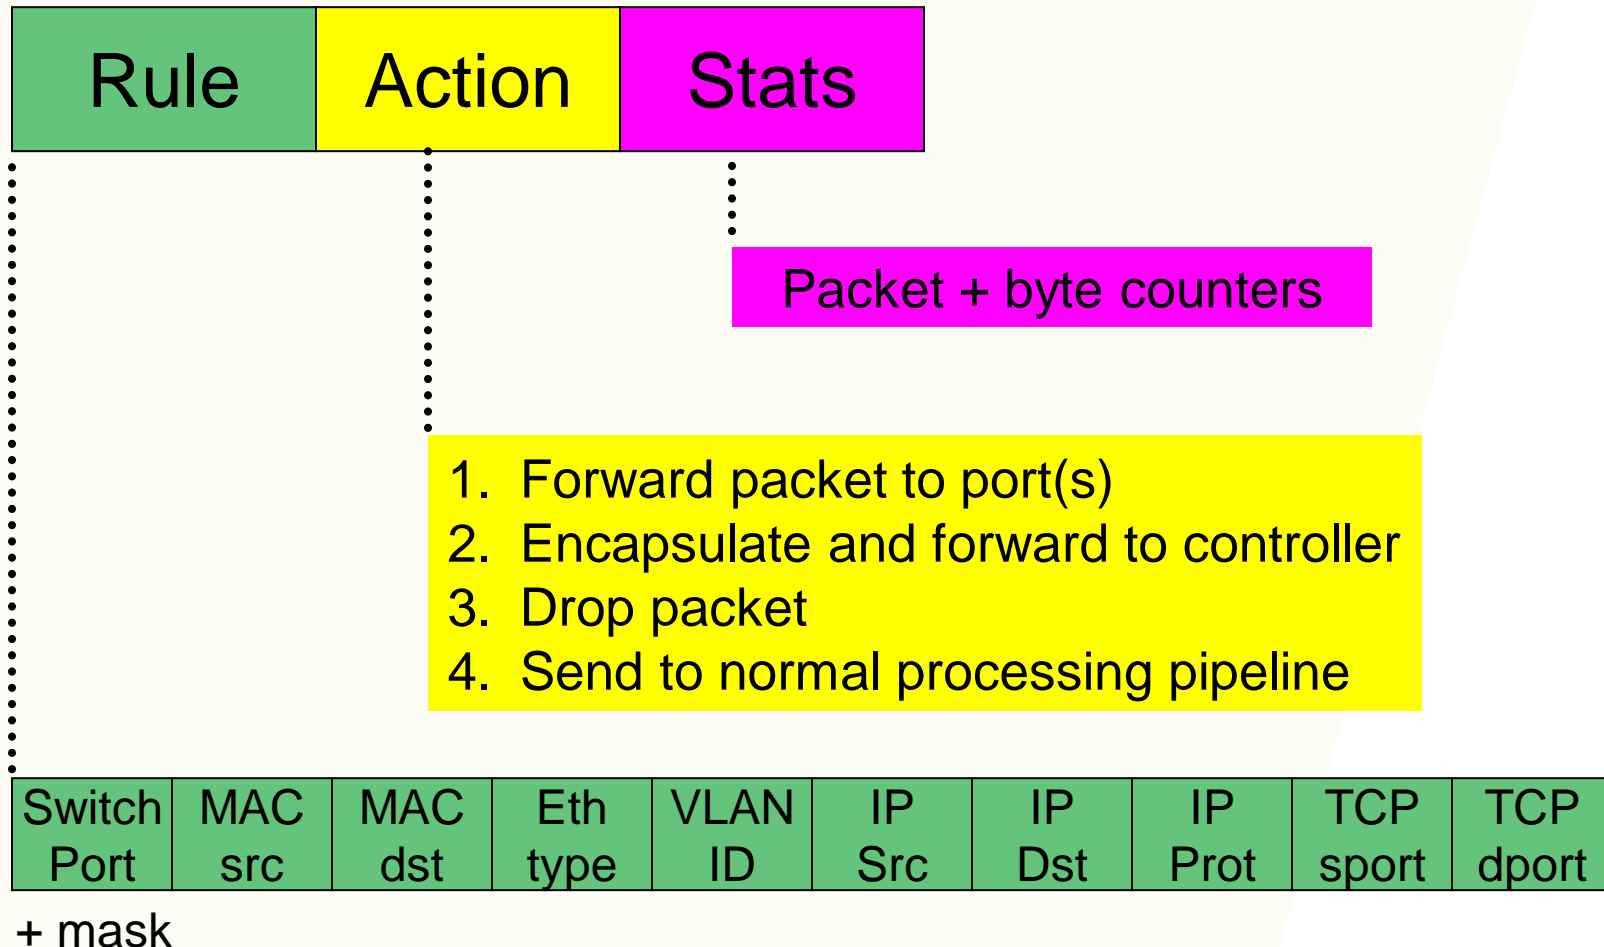 Rule Action Stats
Packet + byte counters
1. Forward packet to port(s)
2. Encapsulate and forward to controller
3. Drop packet
4. Send to normal processing pipeline
Switch Port
MAC src
MAC dst
Eth type
VLAN ID
IP Src
IP Dst
IP Prot
TCP sport
TCP dport
+ mask